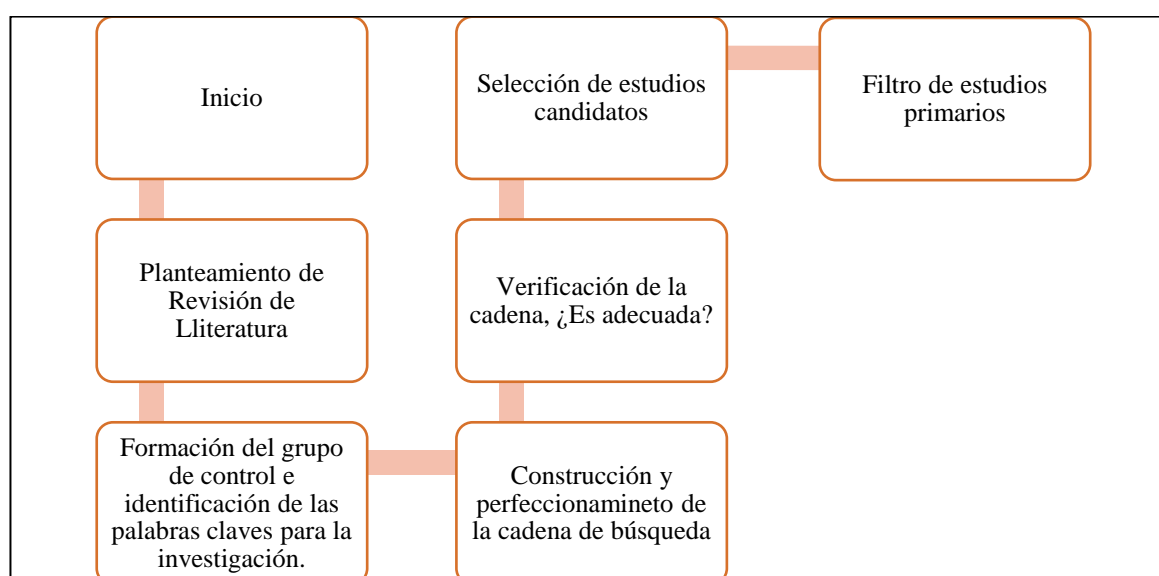 Inicio
Planteamiento de
Revisión de
Lliteratura
Formación del grupo
de control e
identificación de las
palabras claves para la
investigación.
Construcción y
perfeccionamineto de
la cadena de búsqueda
Verificación de la
cadena, ¿Es adecuada?
Selección de estudios
candidatos
Filtro de estudios
primarios